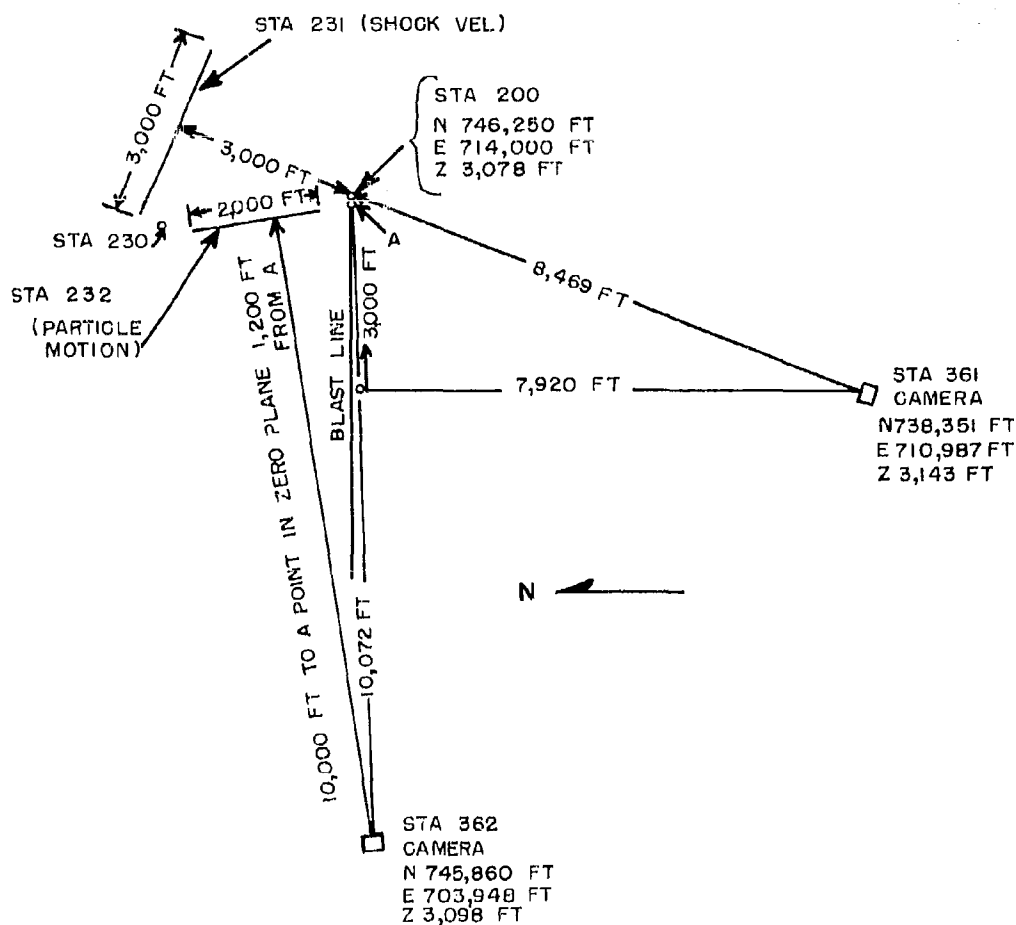 STA 231 (SHOCK VEL)
3,000 FT
3,000 FT
STA 200
N 746,250 FT
E 714,000 FT
Z 3,078 FT
2,000 FT
STA 230
A
STA 232
(PARTICLE
MOTION)
8,469 FT
3,000 FT
BLAST LINE
7,920 FT
STA 361
CAMERA
N738,351 FT
E 710,987 FT
Z 3,143 FT
10,000 FT TO A POINT IN ZERO PLANE 1,200 FT
FROM A
N
10,072 FT
STA 362
CAMERA
N 745,860 FT
E 703,948 FT
Z 3,098 FT